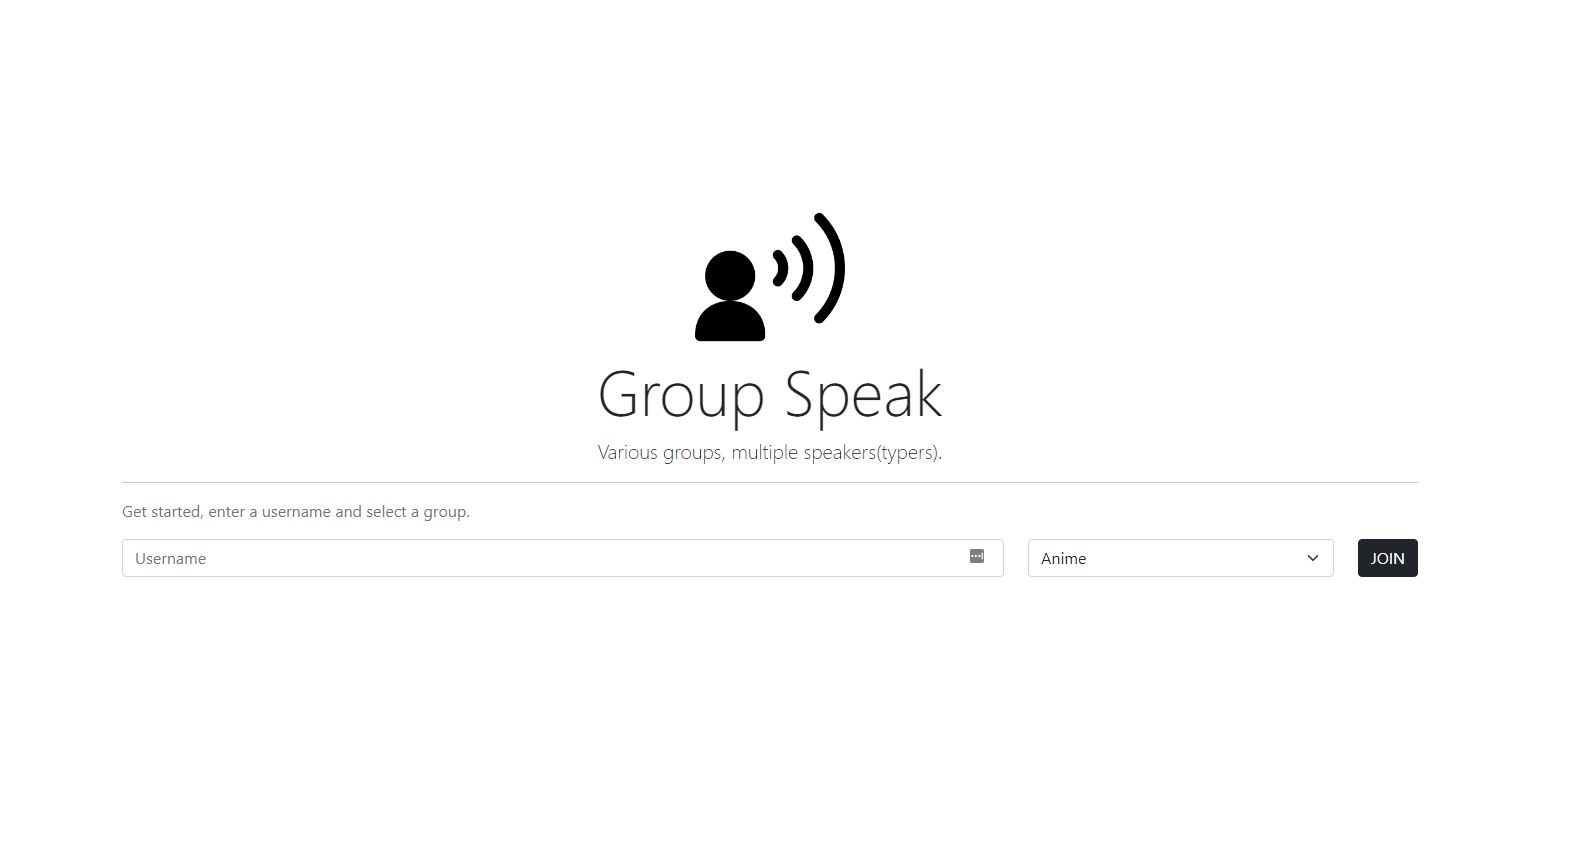 Group Speak
Various groups, multiple speakers(typers).
Get started, enter a username and select a group.
Username
Anime
JOIN